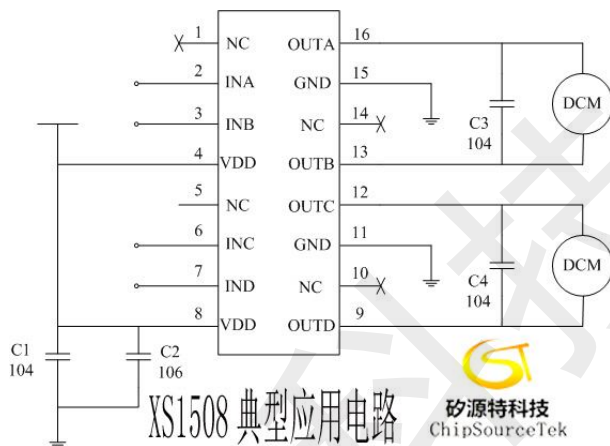 1 NC OUTA 16
2 INA GND 15
3 INB NC 14
4 VDD OUTB 13
5 NC OUTC 12
6 INC GND 11
7 IND NC 10
8 VDD OUTD 9
C3
104
DCM
C4
104
DCM
C1
104
C2
106
XS1508 典型应用电路
矽源特科技
ChipSourceTek